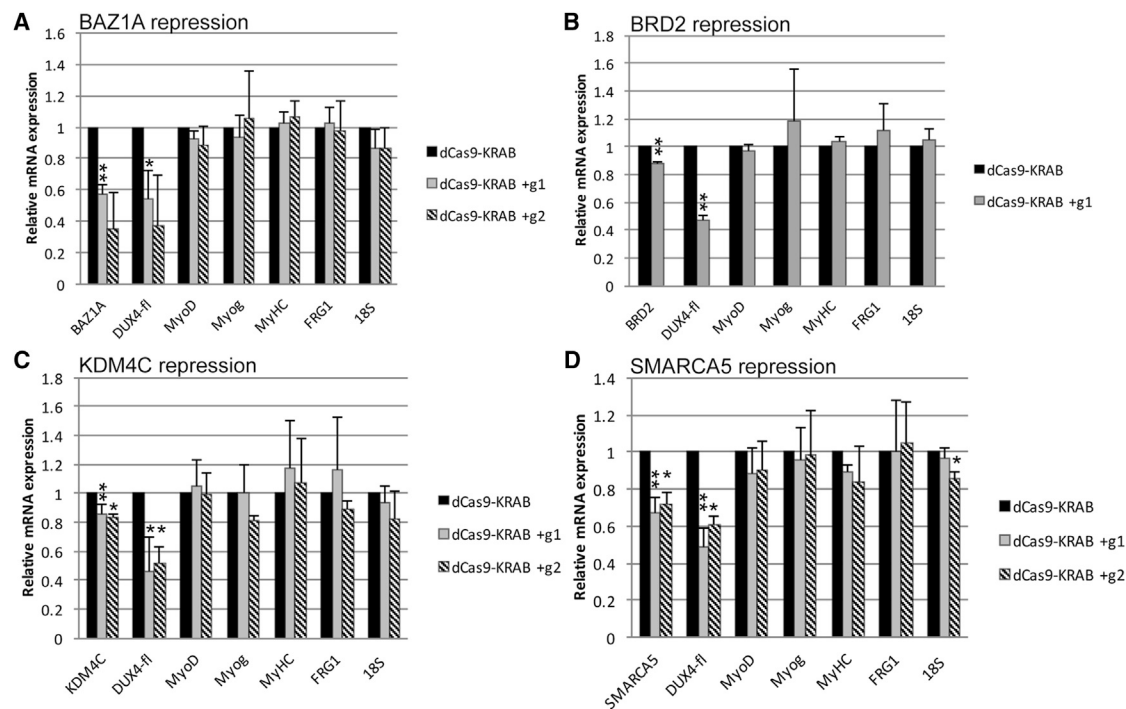 A BAZ1A repression
Relative mRNA expression
1.6
1.4
1.2
1
0.8
0.6
0.4
0.2
0
**
*
BAZ1A
DUX4-fl
MyoD
Myog
MyHC
FRG1
18S
dCas9-KRAB
dCas9-KRAB +g1
dCas9-KRAB +g2
B BRD2 repression
Relative mRNA expression
1.8
1.6
1.4
1.2
1
0.8
0.6
0.4
0.2
0
**
**
BRD2
DUX4-fl
MyoD
Myog
MyHC
FRG1
18S
dCas9-KRAB
dCas9-KRAB +g1
C KDM4C repression
Relative mRNA expression
1.8
1.6
1.4
1.2
1
0.8
0.6
0.4
0.2
0
**
*
*
*
KDM4C
DUX4-fl
MyoD
Myog
MyHC
FRG1
18S
dCas9-KRAB
dCas9-KRAB +g1
dCas9-KRAB +g2
D SMARCA5 repression
Relative mRNA expression
1.4
1.2
1
0.8
0.6
0.4
0.2
0
**
*
**
*
*
SMARCA5
DUX4-fl
MyoD
Myog
MyHC
FRG1
18S
dCas9-KRAB
dCas9-KRAB +g1
dCas9-KRAB +g2